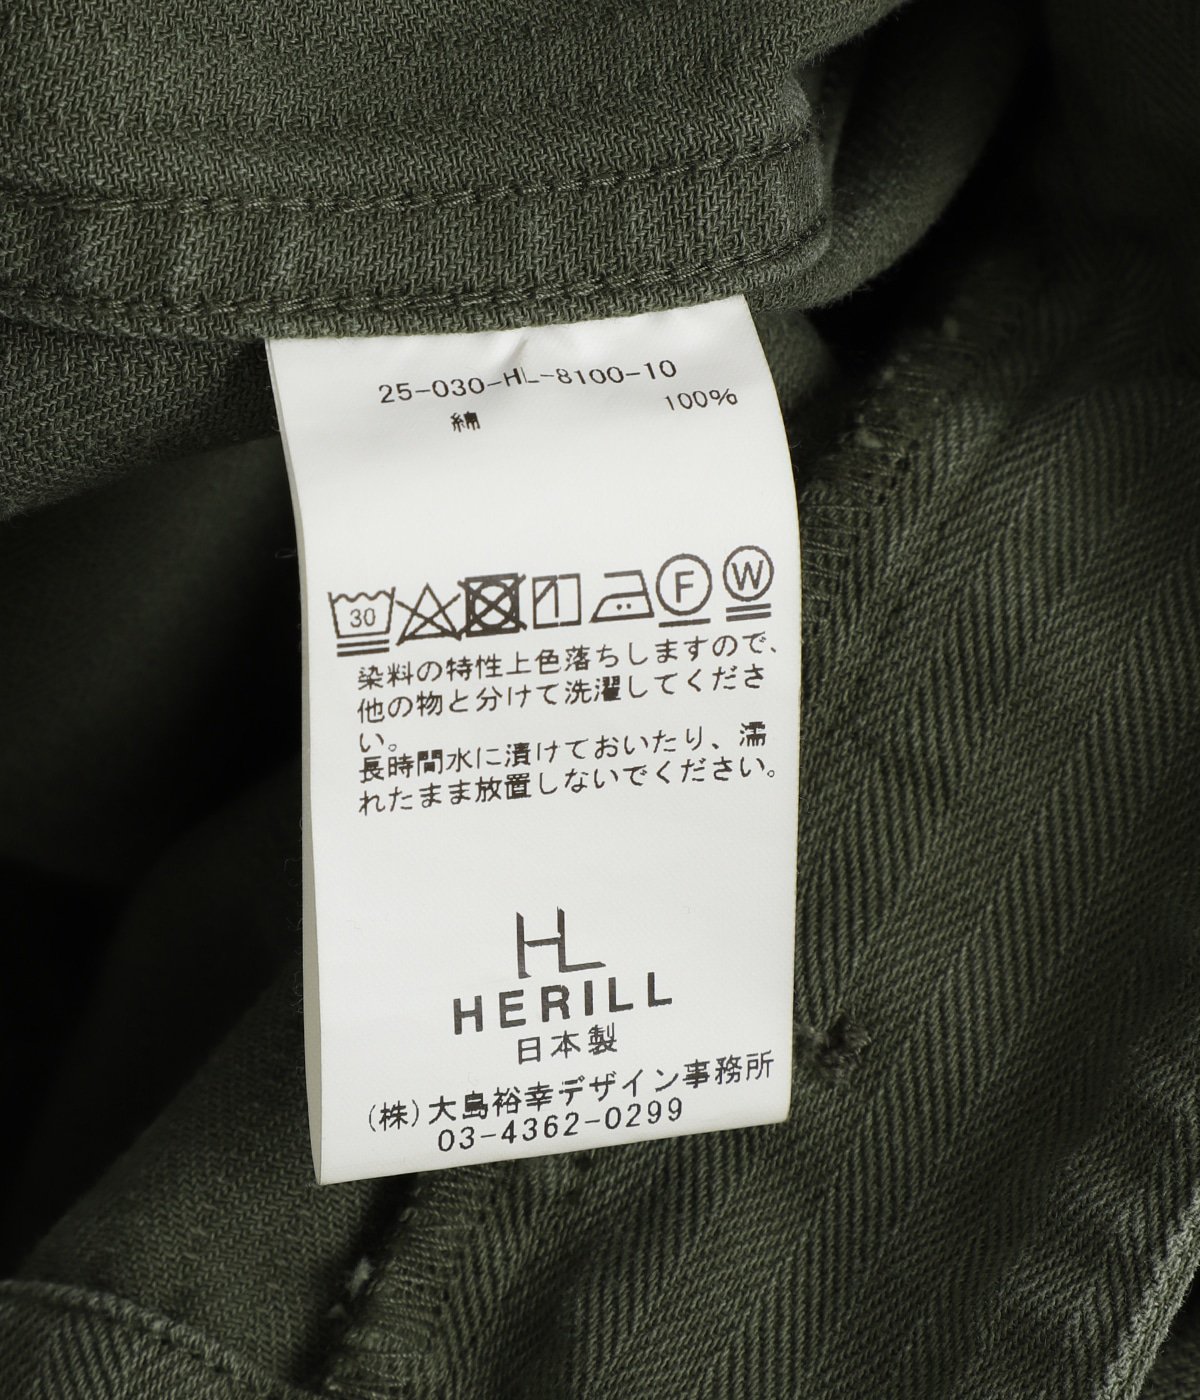 25-030-HL-8100-10
綿 100%
30
F
W
染料の特性上色落ちしますので、
他の物と分けて洗濯してくださ
い。
長時間水に漬けておいたり、濡
れたまま放置しないでください。
HL
HERILL
日本製
(株)大島裕幸デザイン事務所
03-4362-0299